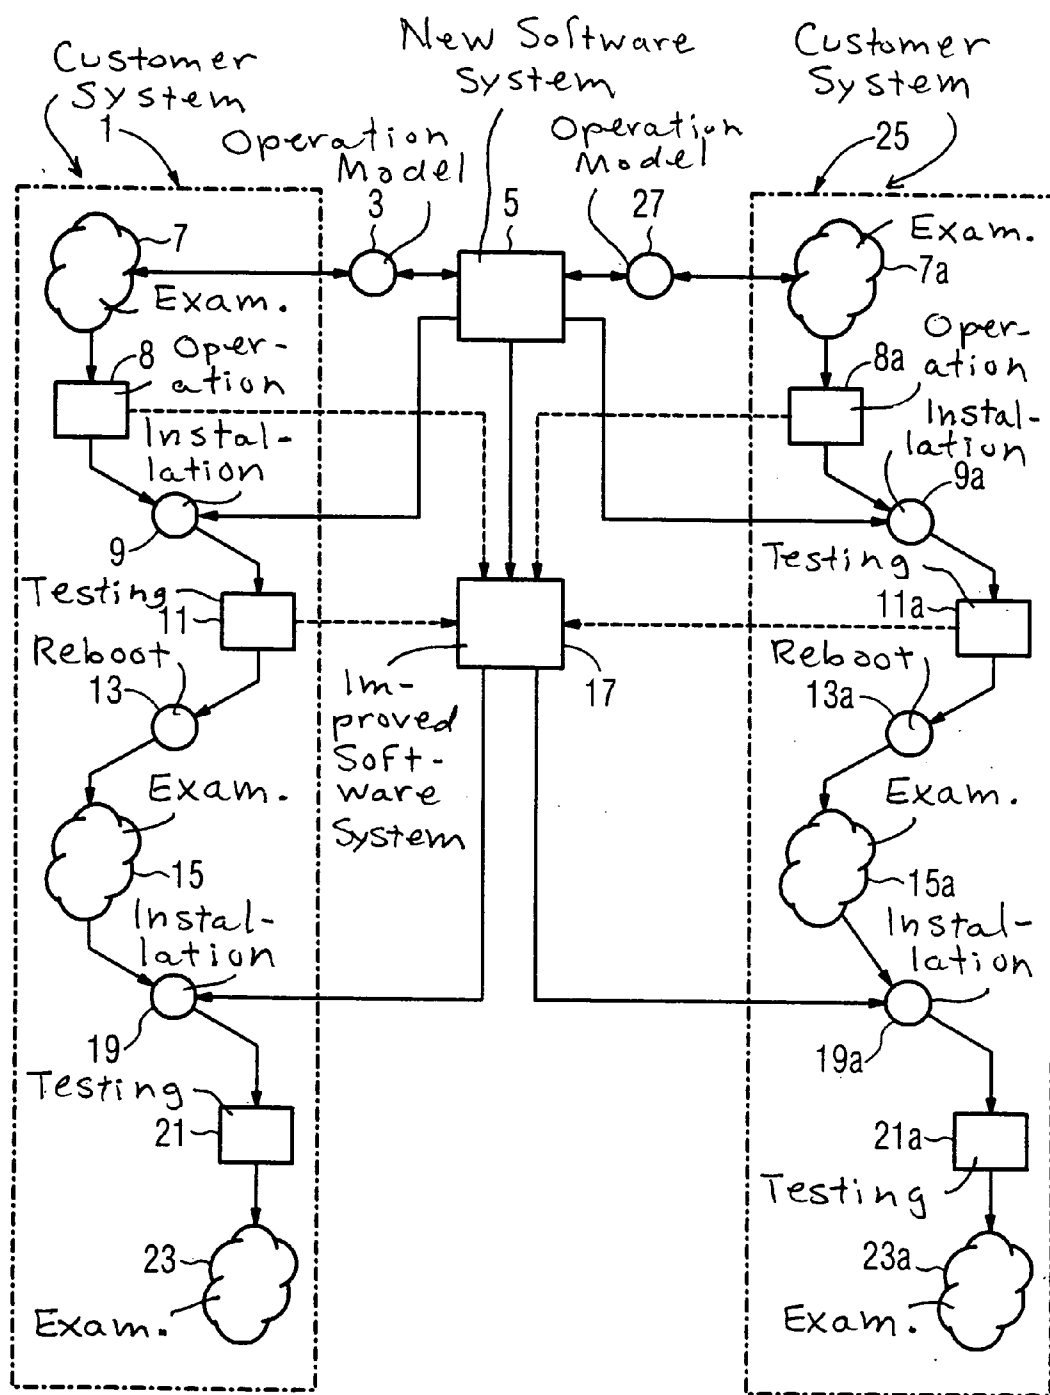 Customer
System
1
New Software
System
Customer
System
25
Operation
Model
3
5
Operation
Model
27
7
Exam.
Exam.
7a
8
Oper-
ation
Oper-
ation
8a
Instal-
lation
9
Instal-
lation
9a
Testing
11
Testing
11a
Reboot
13
Im-
proved
Soft-
ware
System
17
Reboot
13a
Exam.
15
Exam.
15a
Instal-
lation
19
Instal-
lation
19a
Testing
21
21a
Testing
23
Exam.
23a
Exam.